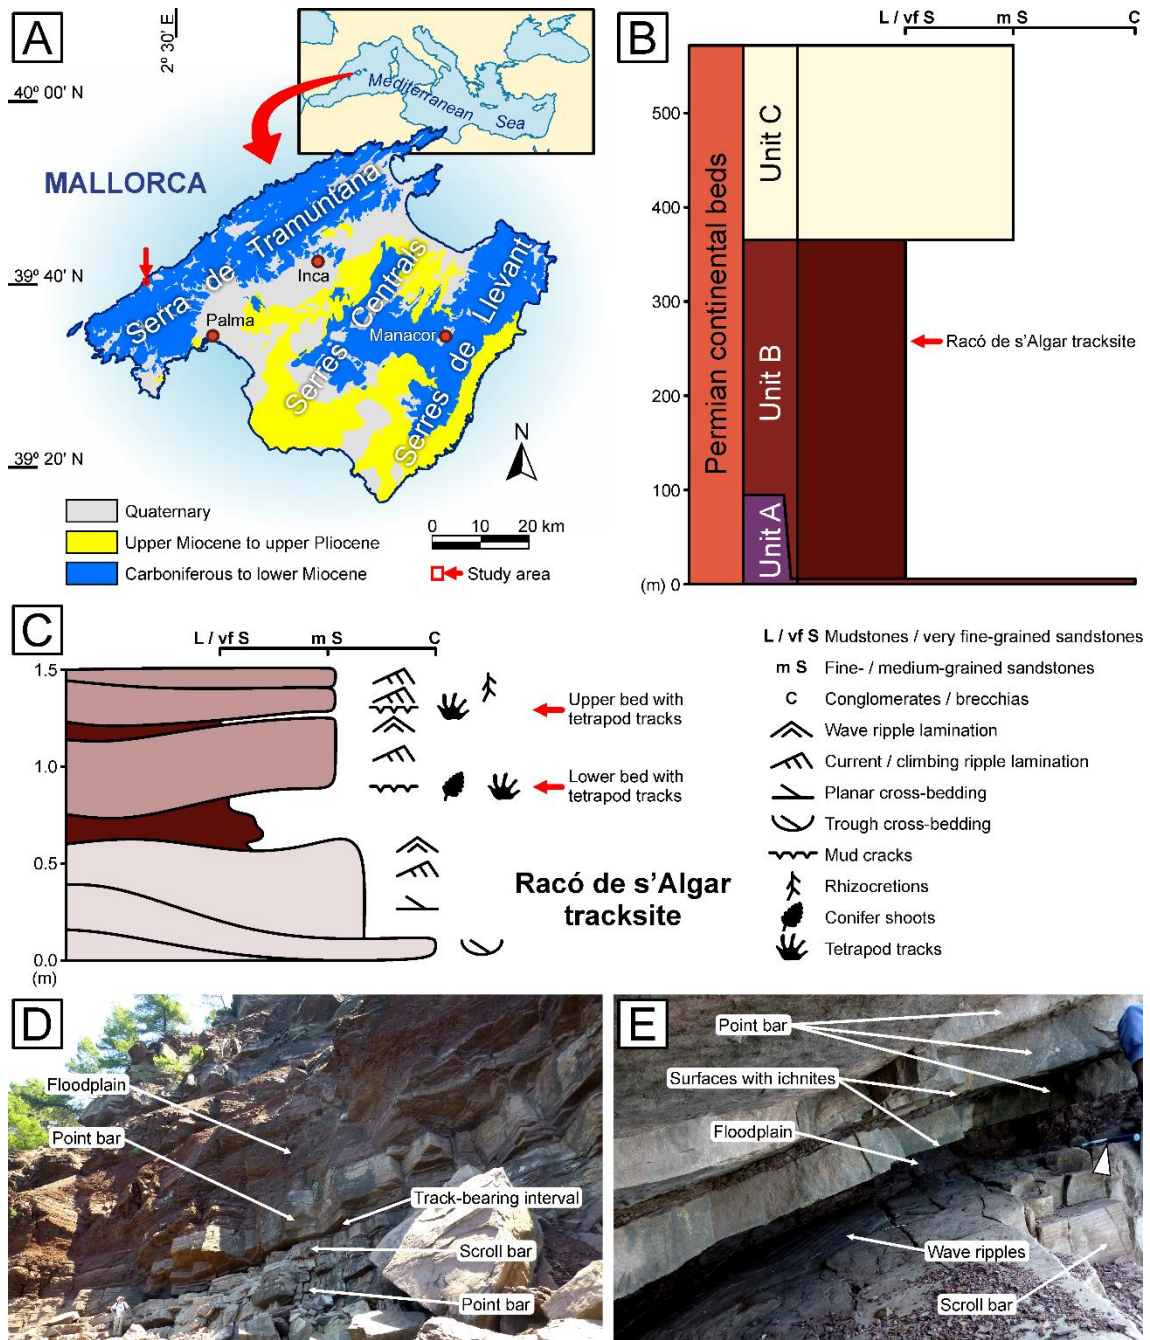 A
2º 30' E
40º 00' N
39º 40' N
39º 20' N
Mediterranean Sea
MALLORCA
Serra de Tramuntana
Inca
Palma
Serres Centrals
Manacor
Serres de Llevant
N
Quaternary
Upper Miocene to upper Pliocene
Carboniferous to lower Miocene
0 10 20 km
Study area
B
L / vf S m S C
500
400
300
200
100
(m) 0
Permian continental beds
Unit C
Unit B
Unit A
Racó de s'Algar tracksite
C
L / vf S m S C
1.5
1.0
0.5
0.0
(m)
Upper bed with
tetrapod tracks
Lower bed with
tetrapod tracks
Racó de s'Algar
tracksite
L / vf S Mudstones / very fine-grained sandstones
m S Fine- / medium-grained sandstones
C Conglomerates / brecchias
Wave ripple lamination
Current / climbing ripple lamination
Planar cross-bedding
Trough cross-bedding
Mud cracks
Rhizocretions
Conifer shoots
Tetrapod tracks
D
Floodplain
Point bar
Track-bearing interval
Scroll bar
Point bar
E
Point bar
Surfaces with ichnites
Floodplain
Wave ripples
Scroll bar